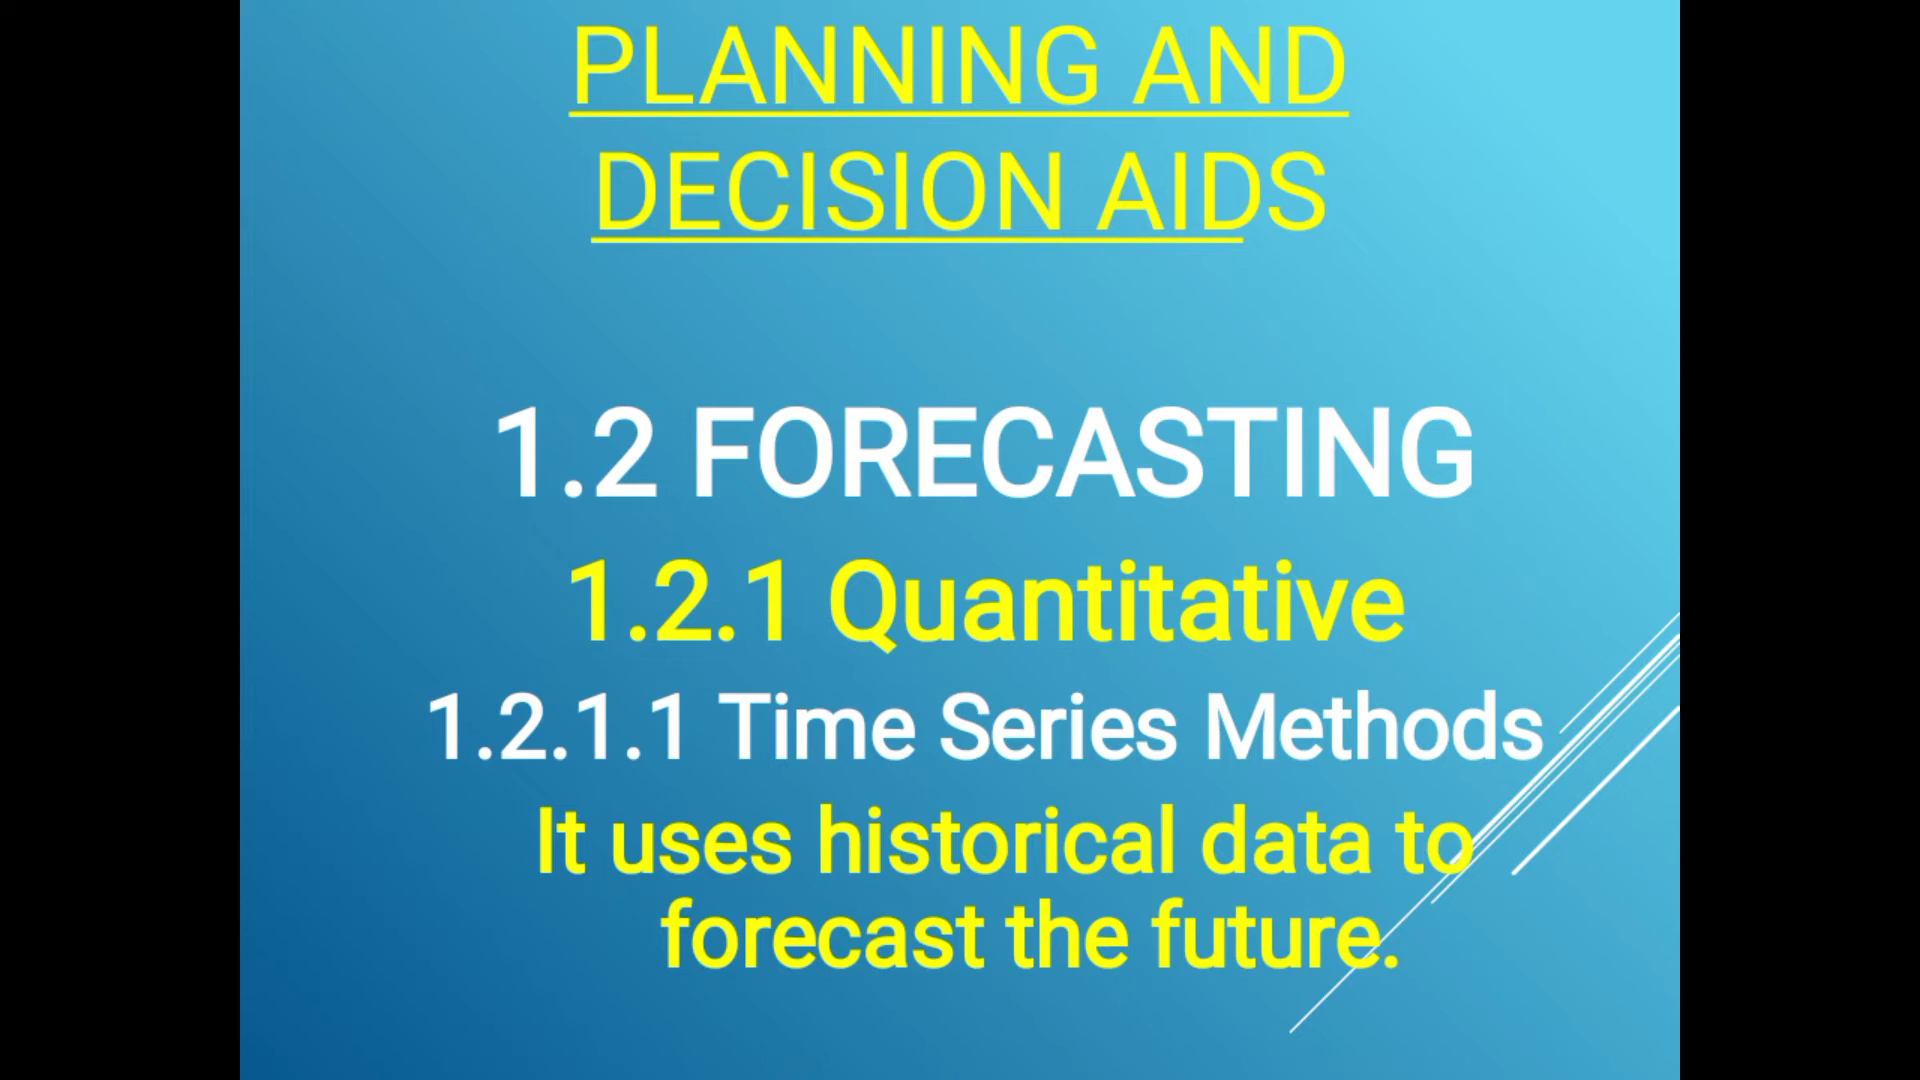 PLANNING AND
DECISION AIDS
1.2 FORECASTING
1.2.1 Quantitative
1.2.1.1 Time Series Methods
It uses historical data to
forecast the future.